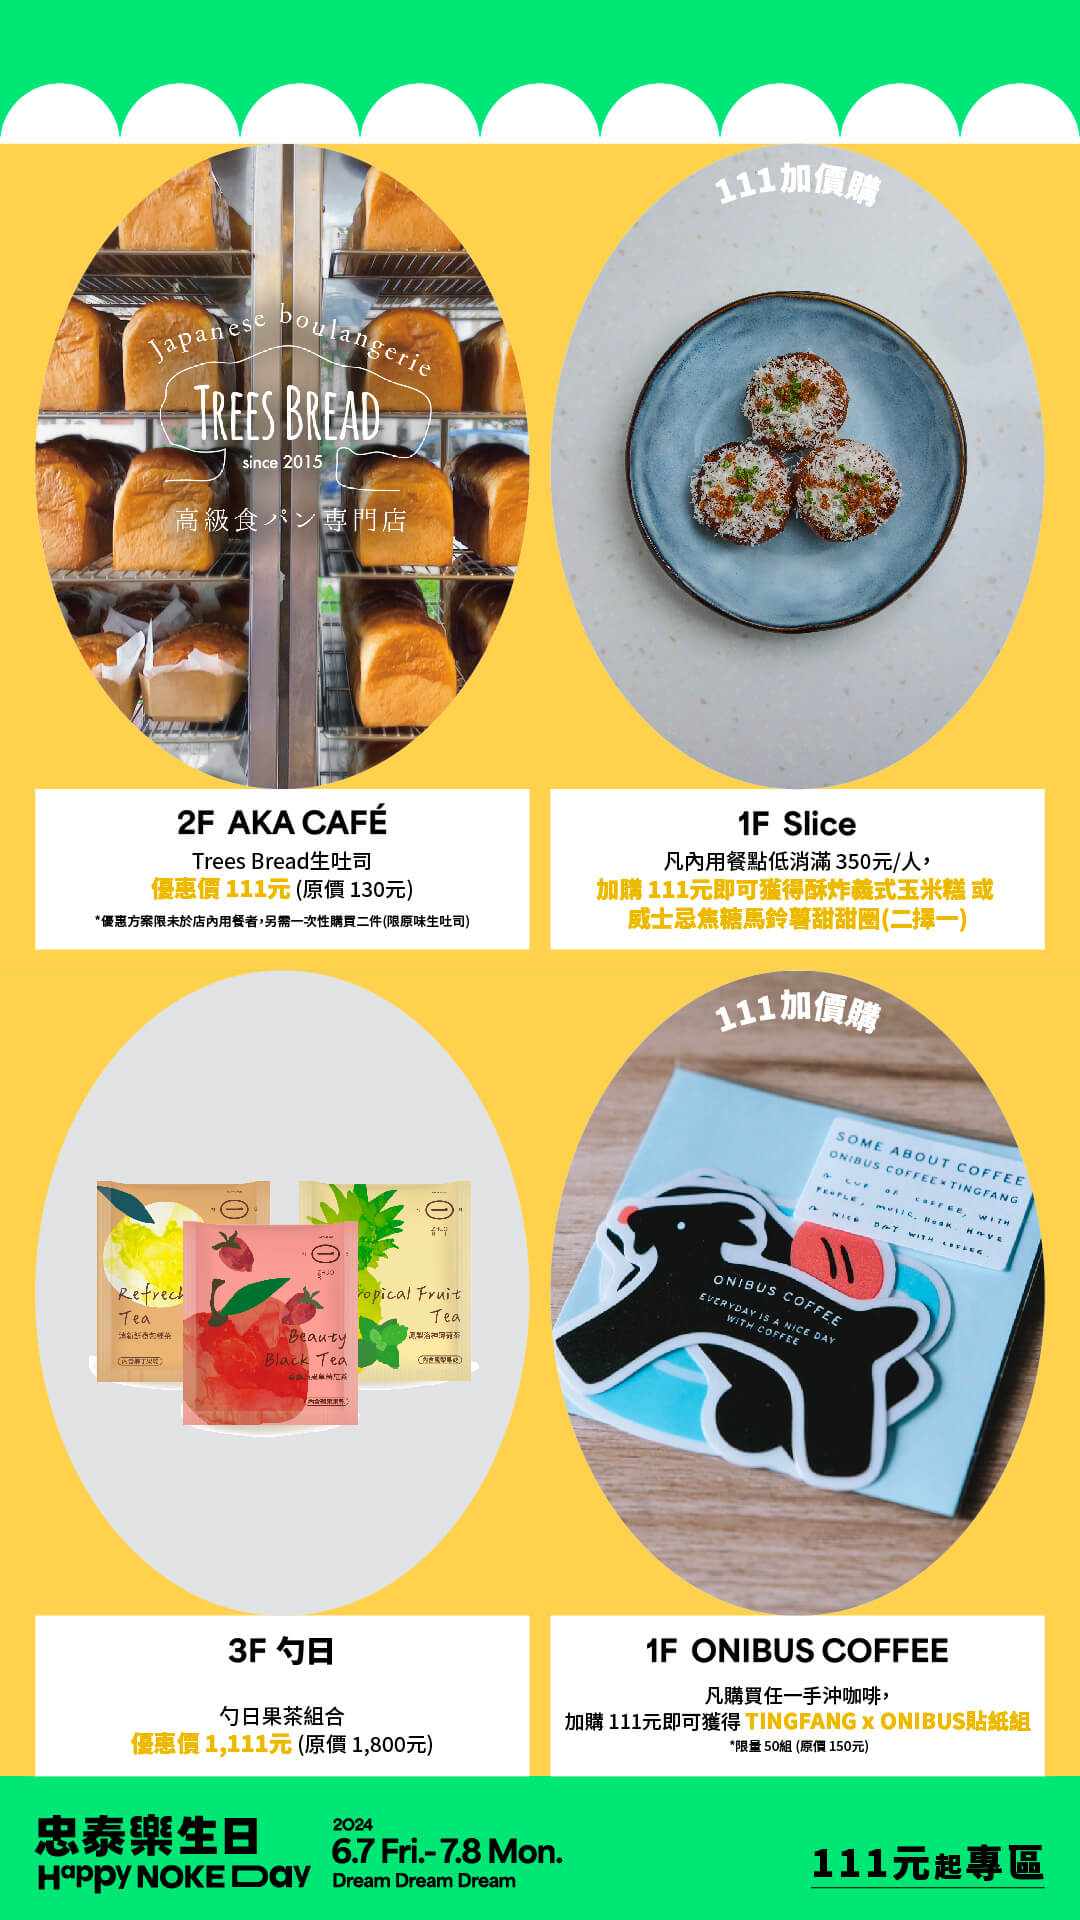 Japanese boulangerie
TREES BREAD
since 2015
高級食パン専門店
111加價購
2F AKA CAFÉ
Trees Bread生吐司
優惠價 111元 (原價 130元)
*優惠方案限未於店內用餐者,另需一次性購買二件(限原味生吐司)
1F Slice
凡內用餐點低消滿 350元/人,
加購 111元即可獲得酥炸義式玉米糕 或
威士忌焦糖馬鈴薯甜甜圈(二擇一)
Tea
Beauty
Black Tea
Tea
111加價購
SOME ABOUT COFFEE
ONIBUS COFFEE×TINGFANG
A CUP OF COFFEE, WITH
PEOPLE, MUSIC, BOOK. HAVE
A NICE DAY WITH COFFEE.
ONIBUS COFFEE
EVERYDAY IS A NICE DAY
WITH COFFEE
3F 勺日
勺日果茶組合
優惠價 1,111元 (原價 1,800元)
1F ONIBUS COFFEE
凡購買任一手沖咖啡,
加購 111元即可獲得 TINGFANG x ONIBUS貼紙組
*限量 50組 (原價 150元)
忠泰樂生日
Happy NOKE Day
2024
6.7 Fri.-7.8 Mon.
Dream Dream Dream
111元起專區